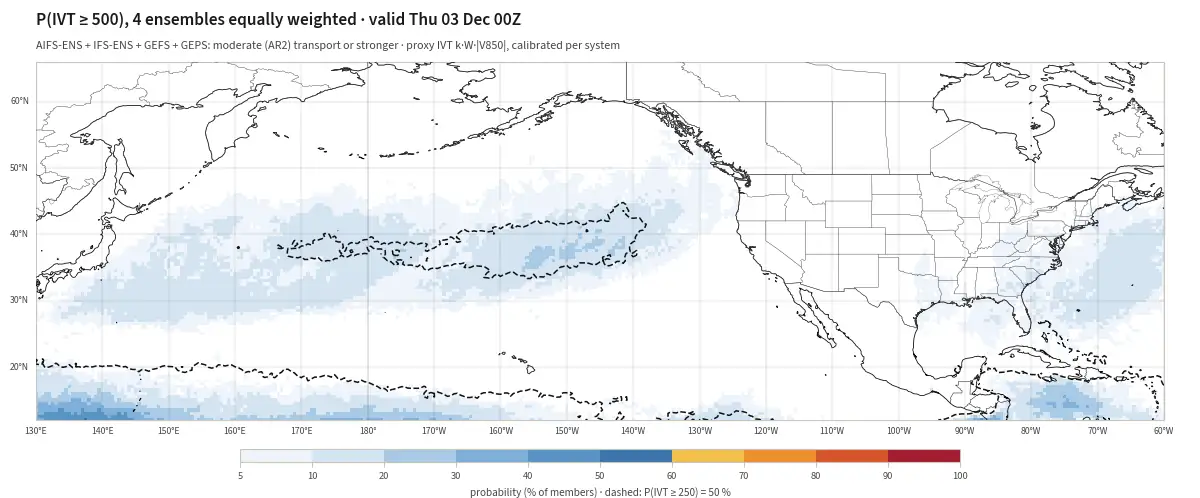 P(IVT ≥ 500), 4 ensembles equally weighted · valid Thu 03 Dec 00Z
AIFS-ENS + IFS-ENS + GEFS + GEPS: moderate (AR2) transport or stronger · proxy IVT k·W·|V850|, calibrated per system
60°N
50°N
40°N
30°N
20°N
130°E 140°E 150°E 160°E 170°E 180° 170°W 160°W 150°W 140°W 130°W 120°W 110°W 100°W 90°W 80°W 70°W 60°W
5 10 20 30 40 50 60 70 80 90 100
probability (% of members) · dashed: P(IVT ≥ 250) = 50 %